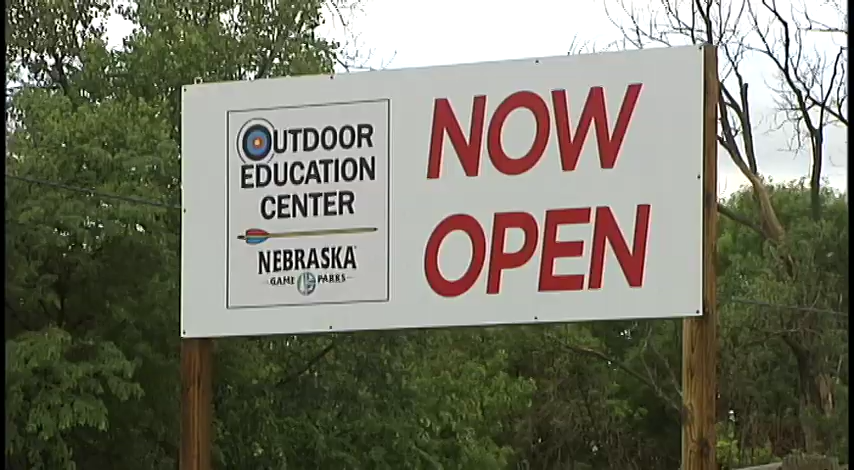 OUTDOOR
EDUCATION
CENTER
NEBRASKA
GAME PARKS
NOW
OPEN